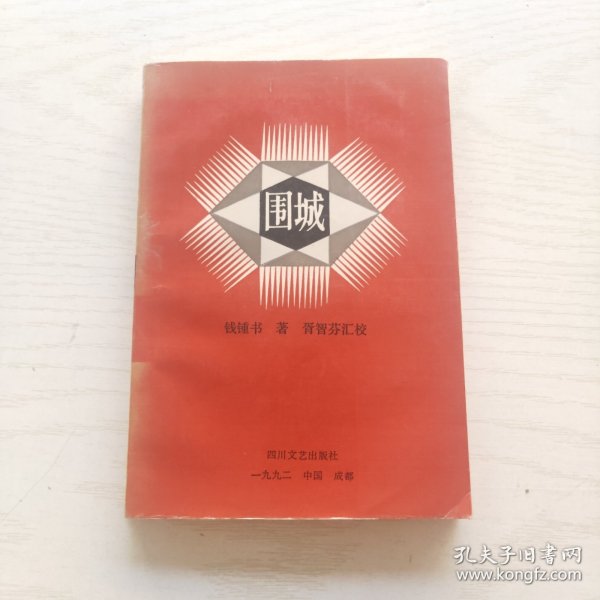 围城
钱锺书 著 胥智芬汇校
四川文艺出版社
一九九二 中国 成都
孔夫子旧书网
www.kongfz.com